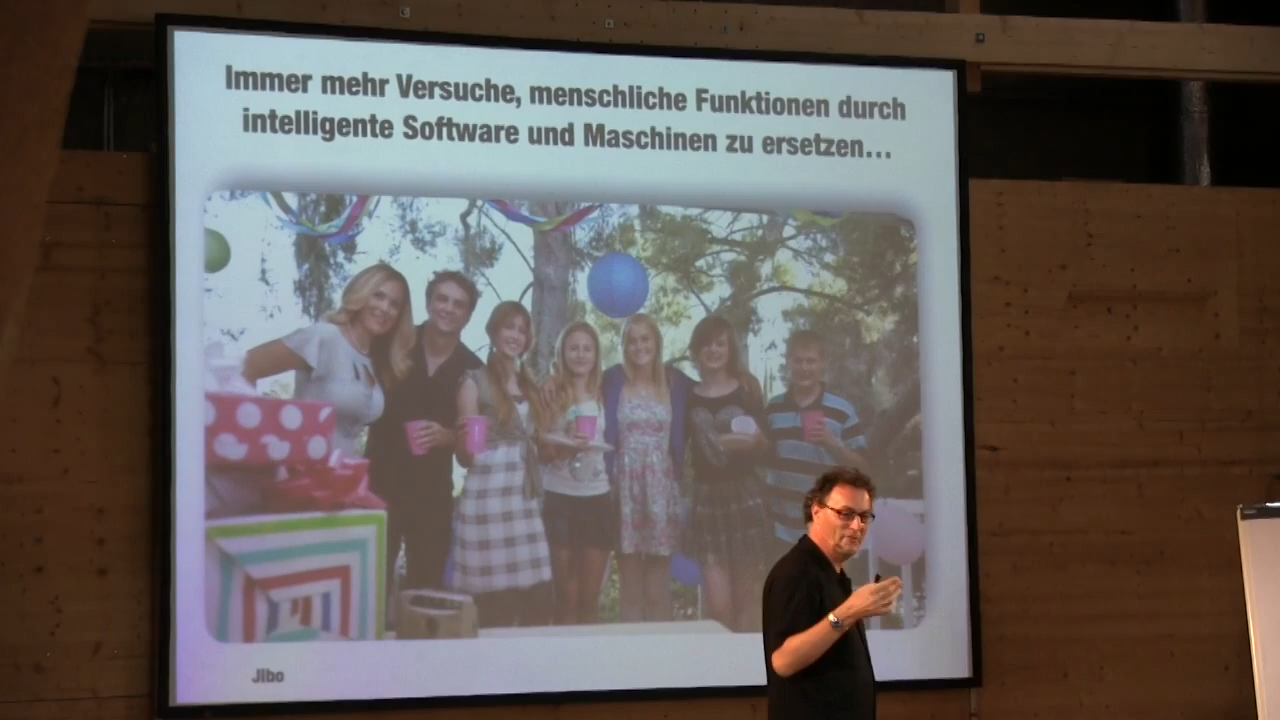 Immer mehr Versuche, menschliche Funktionen durch
intelligente Software und Maschinen zu ersetzen…
Jibo